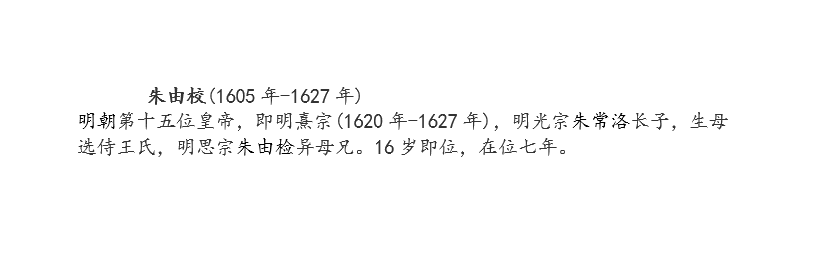 朱由校(1605 年-1627 年)
明朝第十五位皇帝，即明熹宗(1620 年-1627 年)，明光宗朱常洛长子，生母
选侍王氏，明思宗朱由检异母兄。16 岁即位，在位七年。